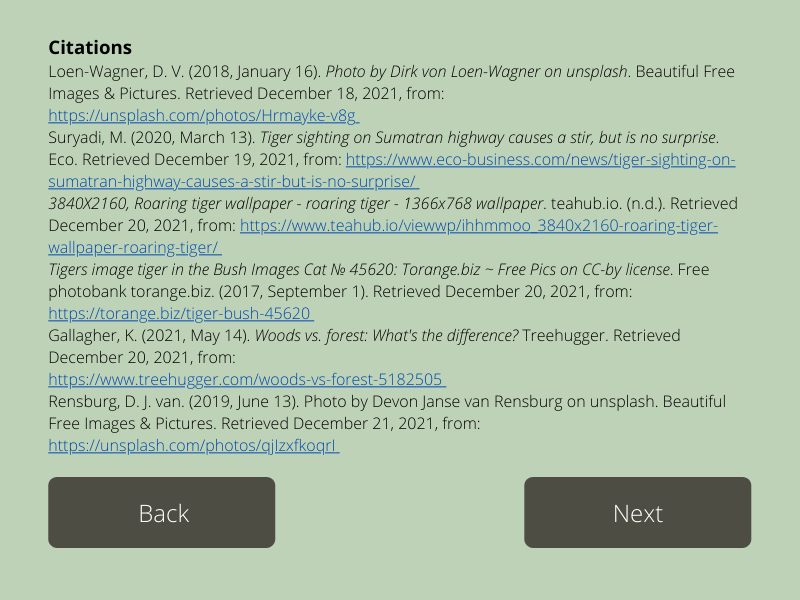 Citations
Loen-Wagner, D. V. (2018, January 16). Photo by Dirk von Loen-Wagner on unsplash. Beautiful Free
Images & Pictures. Retrieved December 18, 2021, from:
https://unsplash.com/photos/Hrmayke-v8g
Suryadi, M. (2020, March 13). Tiger sighting on Sumatran highway causes a stir, but is no surprise.
Eco. Retrieved December 19, 2021, from: https://www.eco-business.com/news/tiger-sighting-on-
sumatran-highway-causes-a-stir-but-is-no-surprise/
3840X2160, Roaring tiger wallpaper - roaring tiger - 1366x768 wallpaper. teahub.io. (n.d.). Retrieved
December 20, 2021, from: https://www.teahub.io/viewwp/ihhmmoo_3840x2160-roaring-tiger-
wallpaper-roaring-tiger/
Tigers image tiger in the Bush Images Cat № 45620: Torange.biz ~ Free Pics on CC-by license. Free
photobank torange.biz. (2017, September 1). Retrieved December 20, 2021, from:
https://torange.biz/tiger-bush-45620
Gallagher, K. (2021, May 14). Woods vs. forest: What's the difference? Treehugger. Retrieved
December 20, 2021, from:
https://www.treehugger.com/woods-vs-forest-5182505
Rensburg, D. J. van. (2019, June 13). Photo by Devon Janse van Rensburg on unsplash. Beautiful
Free Images & Pictures. Retrieved December 21, 2021, from:
https://unsplash.com/photos/qjIzxfkoqrI
Back
Next